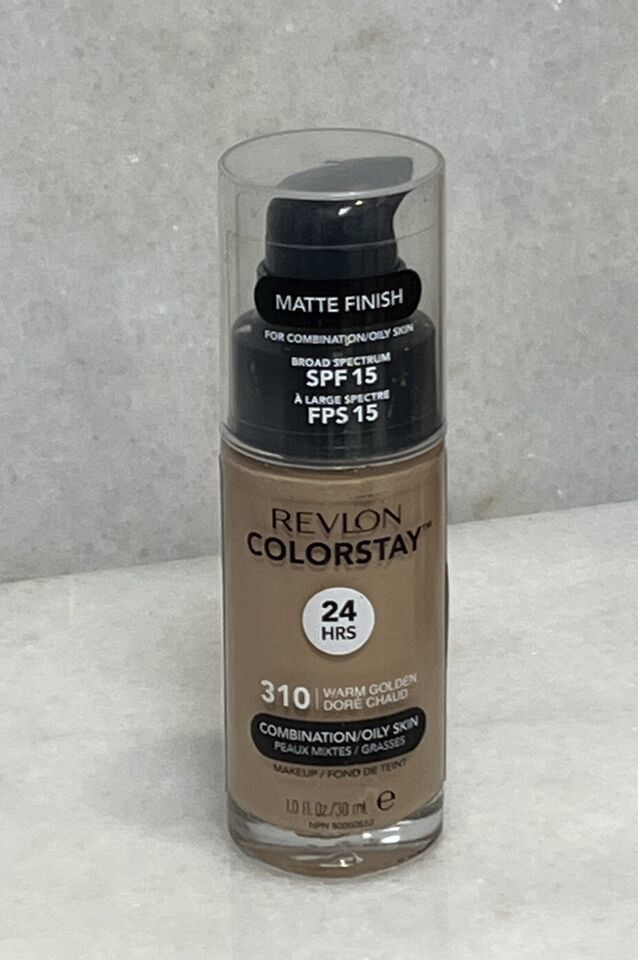 MATTE FINISH
FOR COMBINATION/OILY SKIN
BROAD SPECTRUM
SPF 15
À LARGE SPECTRE
FPS 15
REVLON
COLORSTAY™
24
HRS
310 | WARM GOLDEN
DORÉ CHAUD
COMBINATION/OILY SKIN
PEAUX MIXTES / GRASSES
MAKEUP / FOND DE TEINT
1.0 fl. Oz./30 mL ℮
NPN 80060552